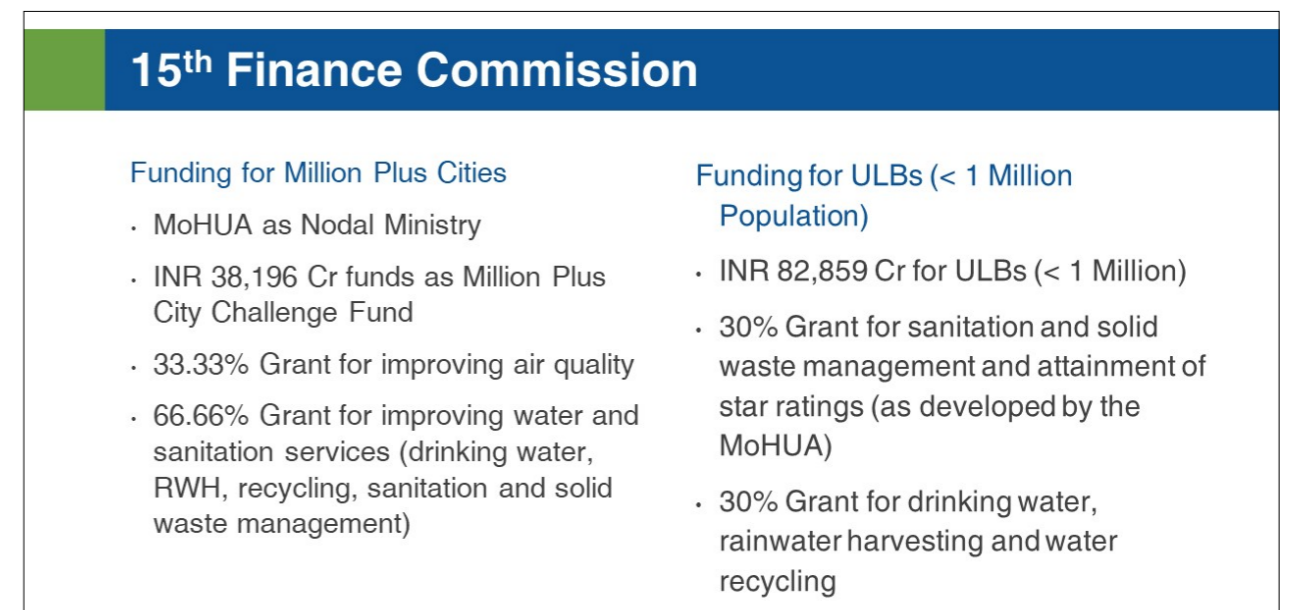 15th Finance Commission
Funding for Million Plus Cities
· MoHUA as Nodal Ministry
· INR 38,196 Cr funds as Million Plus
City Challenge Fund
· 33.33% Grant for improving air quality
· 66.66% Grant for improving water and
sanitation services (drinking water,
RWH, recycling, sanitation and solid
waste management)
Funding for ULBs (< 1 Million
Population)
· INR 82,859 Cr for ULBs (< 1 Million)
· 30% Grant for sanitation and solid
waste management and attainment of
star ratings (as developed by the
MoHUA)
· 30% Grant for drinking water,
rainwater harvesting and water
recycling